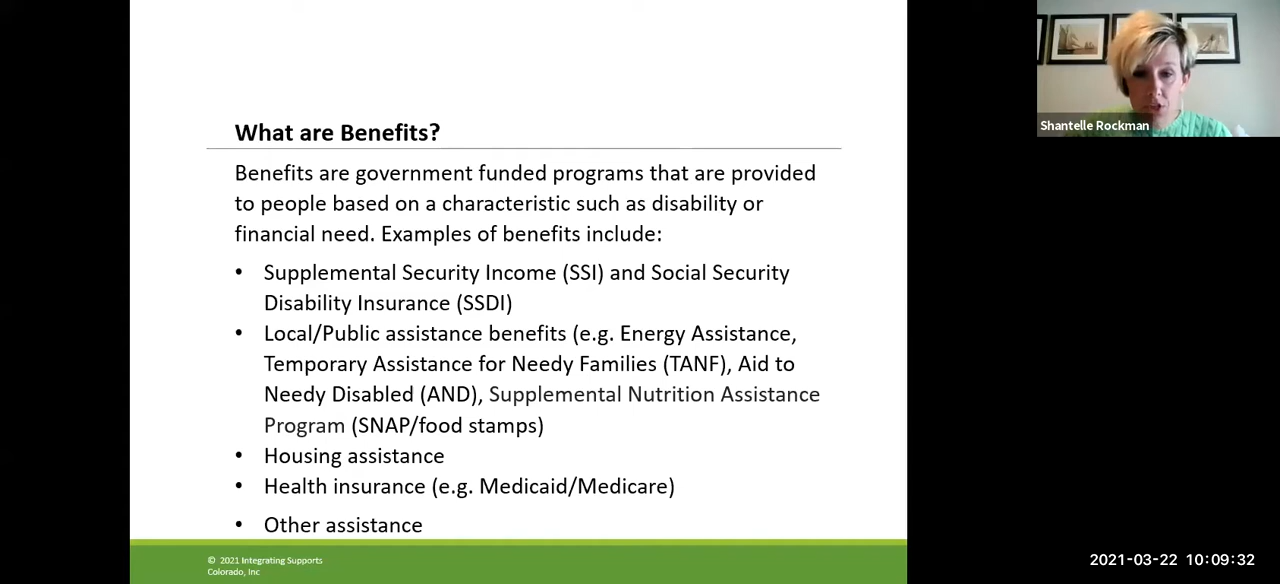 What are Benefits?
Benefits are government funded programs that are provided
to people based on a characteristic such as disability or
financial need. Examples of benefits include:
• Supplemental Security Income (SSI) and Social Security
Disability Insurance (SSDI)
• Local/Public assistance benefits (e.g. Energy Assistance,
Temporary Assistance for Needy Families (TANF), Aid to
Needy Disabled (AND), Supplemental Nutrition Assistance
Program (SNAP/food stamps)
• Housing assistance
• Health insurance (e.g. Medicaid/Medicare)
• Other assistance
© 2021 Integrating Supports
Colorado, Inc
Shantelle Rockman
2021-03-22 10:09:32